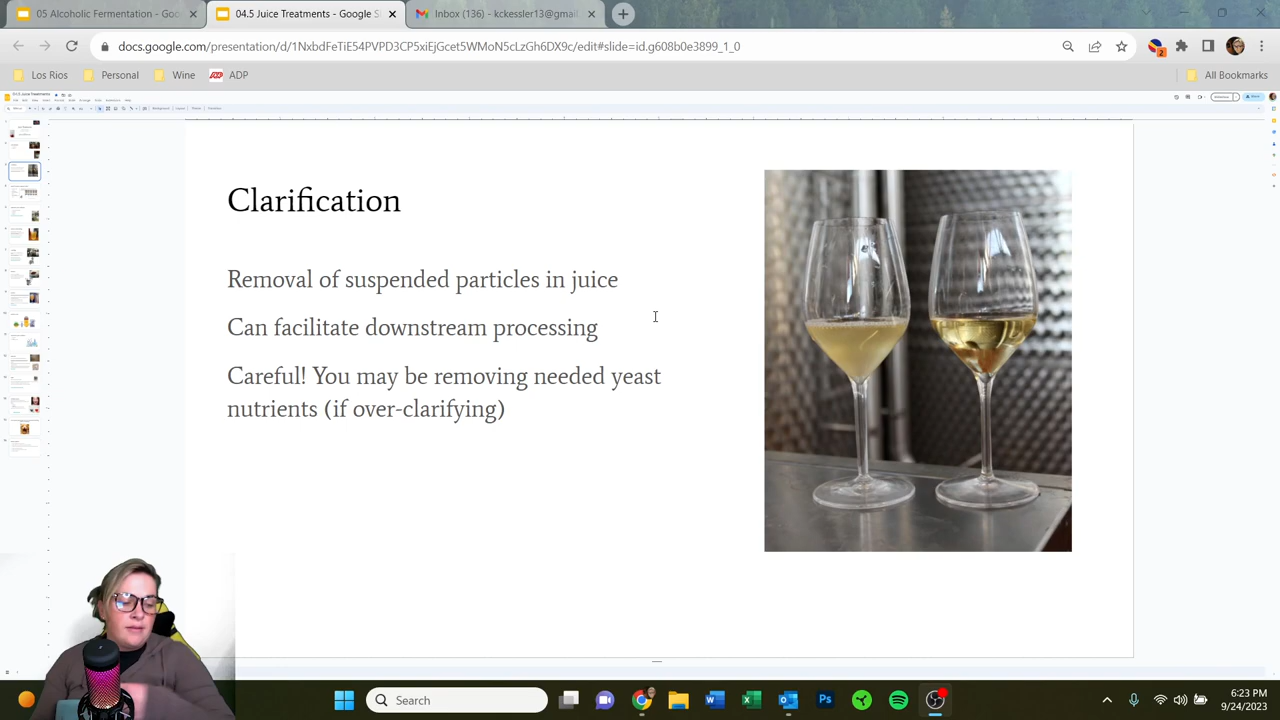 05 Alcoholic Fermentation - Goo
04.5 Juice Treatments - Google S
Inbox (136) - kckessler13@gmail
docs.google.com/presentation/d/1NxbdFeTiE54PVPD3CP5xiEjGcet5WMoN5cLzGh6DX9c/edit#slide=id.g608b0e3899_1_0
Los Rios
Personal
Wine
ADP
All Bookmarks
Clarification
Removal of suspended particles in juice
Can facilitate downstream processing
Careful! You may be removing needed yeast
nutrients (if over-clarifying)
Search
6:23 PM
9/24/2023